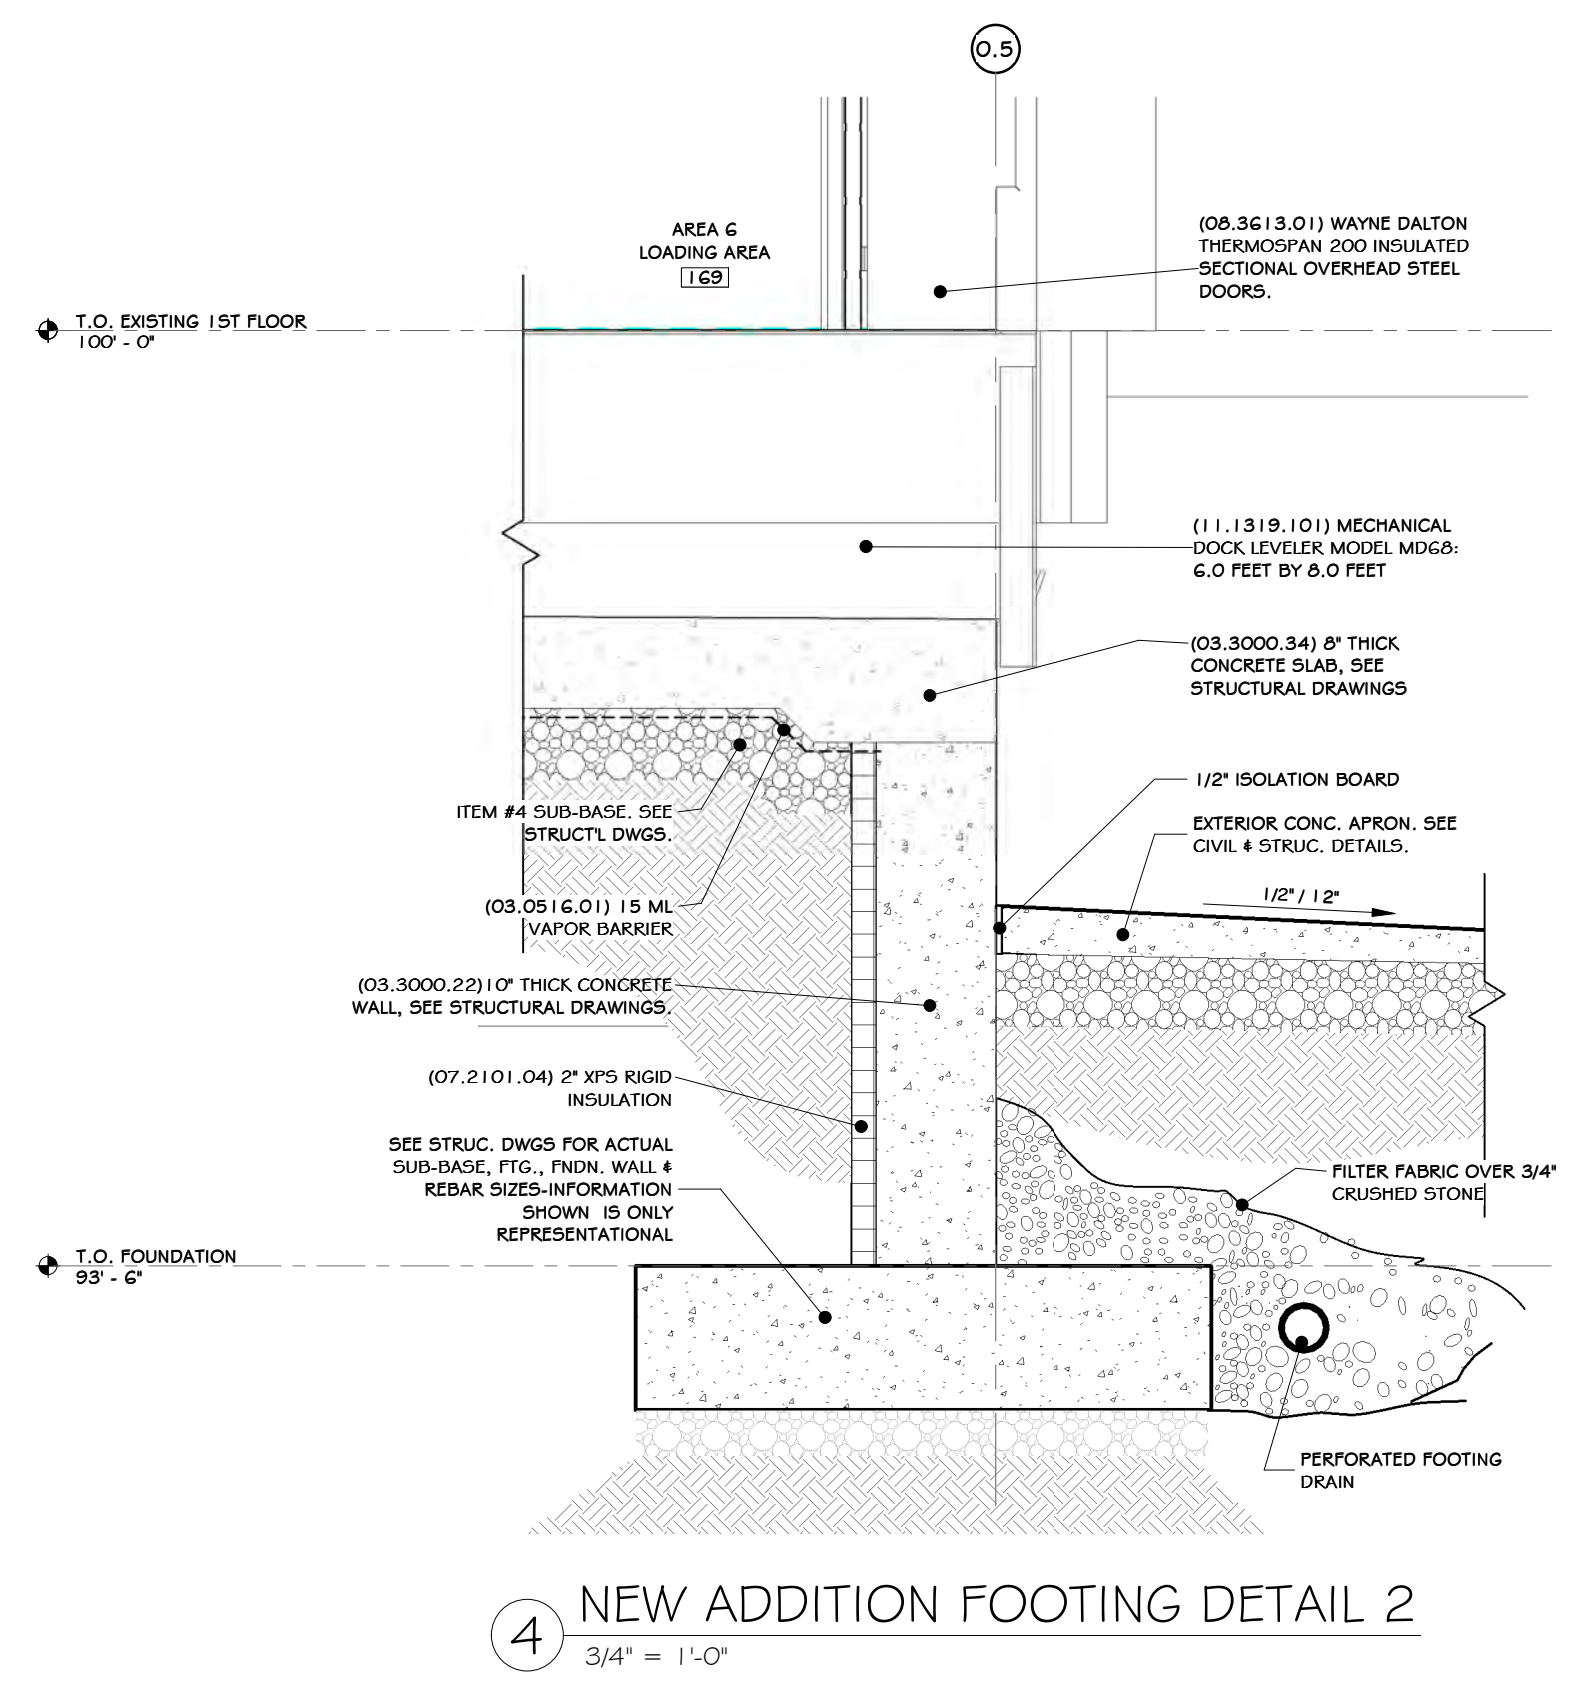 0.5
AREA 6
LOADING AREA
169
(08.3613.01) WAYNE DALTON
THERMOSPAN 200 INSULATED
SECTIONAL OVERHEAD STEEL
DOORS.
T.O. EXISTING 1ST FLOOR
100' - 0"
(11.1319.101) MECHANICAL
DOCK LEVELER MODEL MD68:
6.0 FEET BY 8.0 FEET
(03.3000.34) 8" THICK
CONCRETE SLAB, SEE
STRUCTURAL DRAWINGS
1/2" ISOLATION BOARD
ITEM #4 SUB-BASE. SEE
STRUCT'L DWGS.
EXTERIOR CONC. APRON. SEE
CIVIL & STRUC. DETAILS.
1/2" / 12"
(03.0516.01) 15 ML
VAPOR BARRIER
(03.3000.22)10" THICK CONCRETE
WALL, SEE STRUCTURAL DRAWINGS.
(07.2101.04) 2" XPS RIGID
INSULATION
SEE STRUC. DWGS FOR ACTUAL
SUB-BASE, FTG., FNDN. WALL &
REBAR SIZES-INFORMATION
SHOWN IS ONLY
REPRESENTATIONAL
FILTER FABRIC OVER 3/4"
CRUSHED STONE
T.O. FOUNDATION
93' - 6"
PERFORATED FOOTING
DRAIN
4
NEW ADDITION FOOTING DETAIL 2
3/4" = 1'-0"